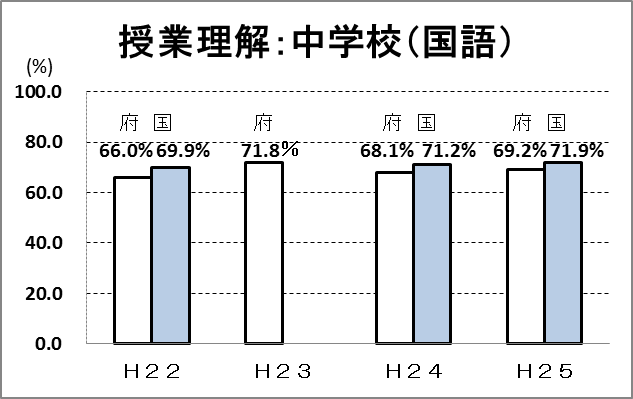 授業理解：中学校（国語）
(%)
100.0
80.0
60.0
40.0
20.0
0.0
府 国 府 府 国 府 国
66.0% 69.9% 71.8% 68.1% 71.2% 69.2% 71.9%
Ｈ２２ Ｈ２３ Ｈ２４ Ｈ２５